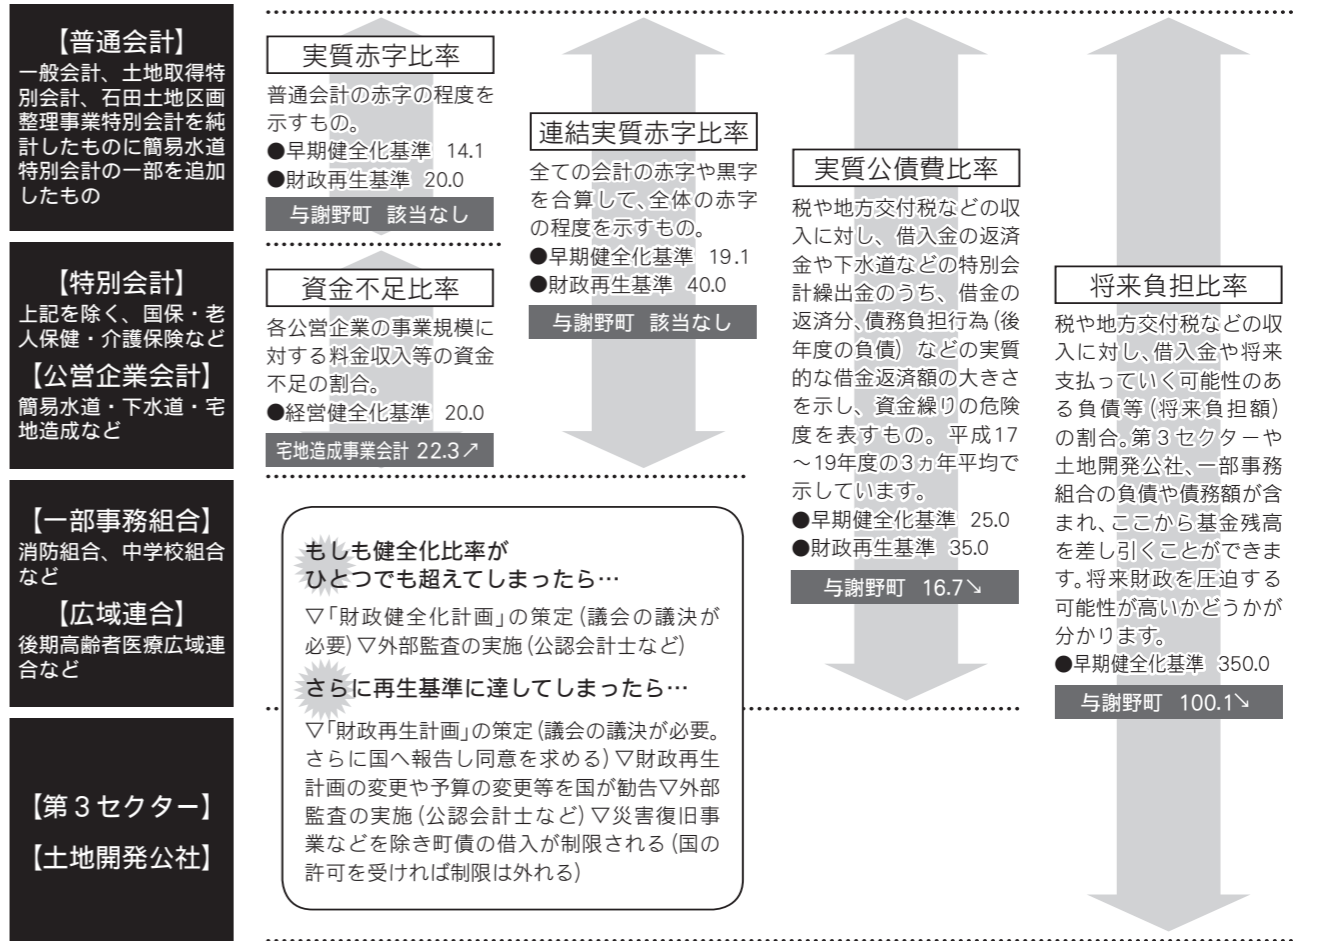 【普通会計】
一般会計、土地取得特
別会計、石田土地区画
整理事業特別会計を純
計したものに簡易水道
特別会計の一部を追加
したもの
【特別会計】
上記を除く、国保・老
人保健・介護保険など
【公営企業会計】
簡易水道・下水道・宅
地造成など
【一部事務組合】
消防組合、中学校組合
など
【広域連合】
後期高齢者医療広域連
合など
【第3セクター】
【土地開発公社】
実質赤字比率
普通会計の赤字の程度を
示すもの。
●早期健全化基準 14.1
●財政再生基準 20.0
与謝野町 該当なし
資金不足比率
各公営企業の事業規模に
対する料金収入等の資金
不足の割合。
●経営健全化基準 20.0
宅地造成事業会計 22.3↗
連結実質赤字比率
全ての会計の赤字や黒字
を合算して、全体の赤字
の程度を示すもの。
●早期健全化基準 19.1
●財政再生基準 40.0
与謝野町 該当なし
実質公債費比率
税や地方交付税などの収
入に対し、借入金の返済
金や下水道などの特別会
計繰出金のうち、借金の
返済分、債務負担行為（後
年度の負債）などの実質
的な借金返済額の大きさ
を示し、資金繰りの危険
度を表すもの。平成17
～19年度の3ヵ年平均で
示しています。
●早期健全化基準 25.0
●財政再生基準 35.0
与謝野町 16.7↘
将来負担比率
税や地方交付税などの収
入に対し、借入金や将来
支払っていく可能性のあ
る負債等（将来負担額）
の割合。第3セクターや
土地開発公社、一部事務
組合の負債や債務額が含
まれ、ここから基金残高
を差し引くことができま
す。将来財政を圧迫する
可能性が高いかどうかが
分かります。
●早期健全化基準 350.0
与謝野町 100.1↘
もしも健全化比率が
ひとつでも超えてしまったら…
▽「財政健全化計画」の策定（議会の議決が
必要）▽外部監査の実施（公認会計士など）
さらに再生基準に達してしまったら…
▽「財政再生計画」の策定（議会の議決が必要。
さらに国へ報告し同意を求める）▽財政再生
計画の変更や予算の変更等を国が勧告▽外部
監査の実施（公認会計士など）▽災害復旧事
業などを除き町債の借入が制限される（国の
許可を受ければ制限は外れる）